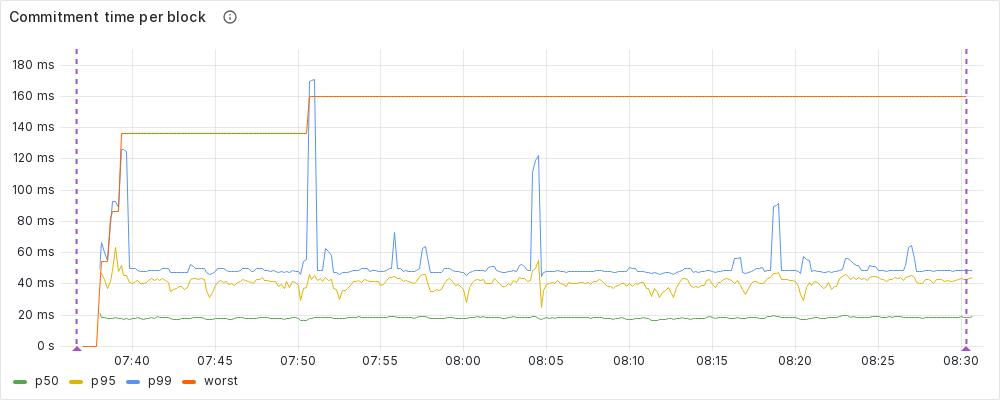 Commitment time per block
180 ms
160 ms
140 ms
120 ms
100 ms
80 ms
60 ms
40 ms
20 ms
0 s
07:40 07:45 07:50 07:55 08:00 08:05 08:10 08:15 08:20 08:25 08:30
p50 p95 p99 worst